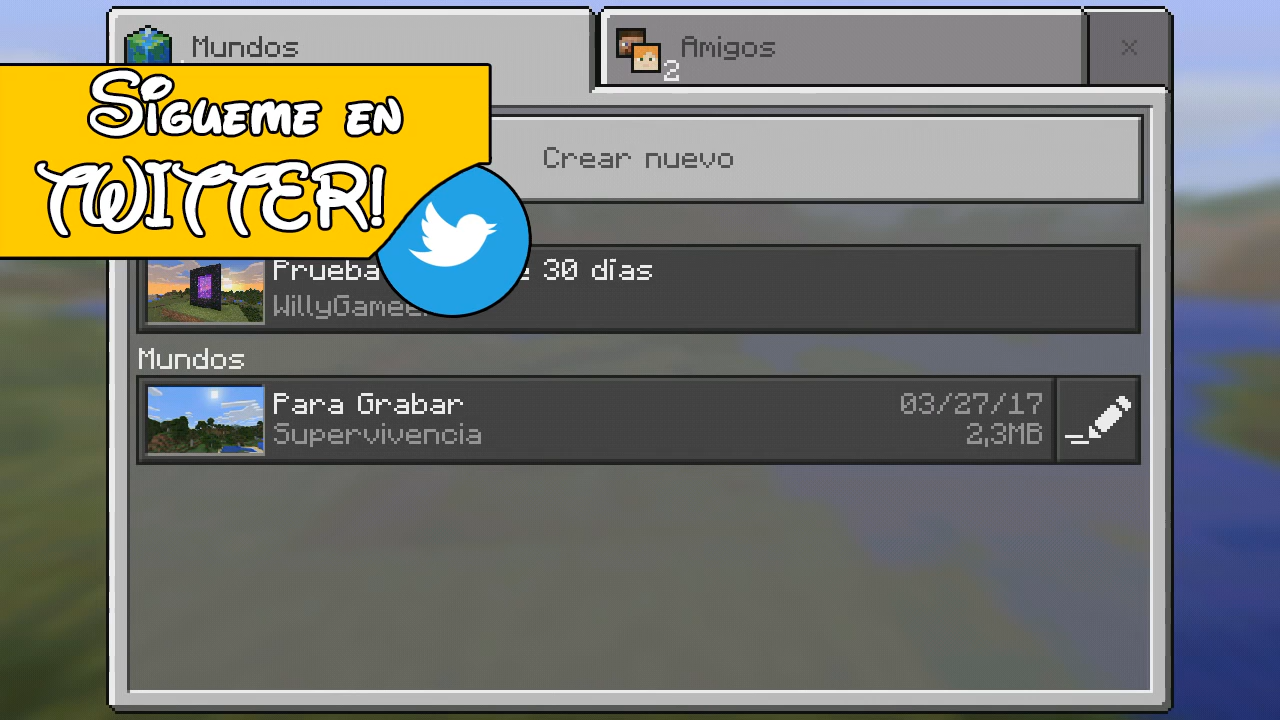 Mundos
Amigos
2
Sigueme en
TWITTER!
Crear nuevo
Prueba 30 días
Mundos
Para Grabar
03/27/17
Supervivencia
2,3MB